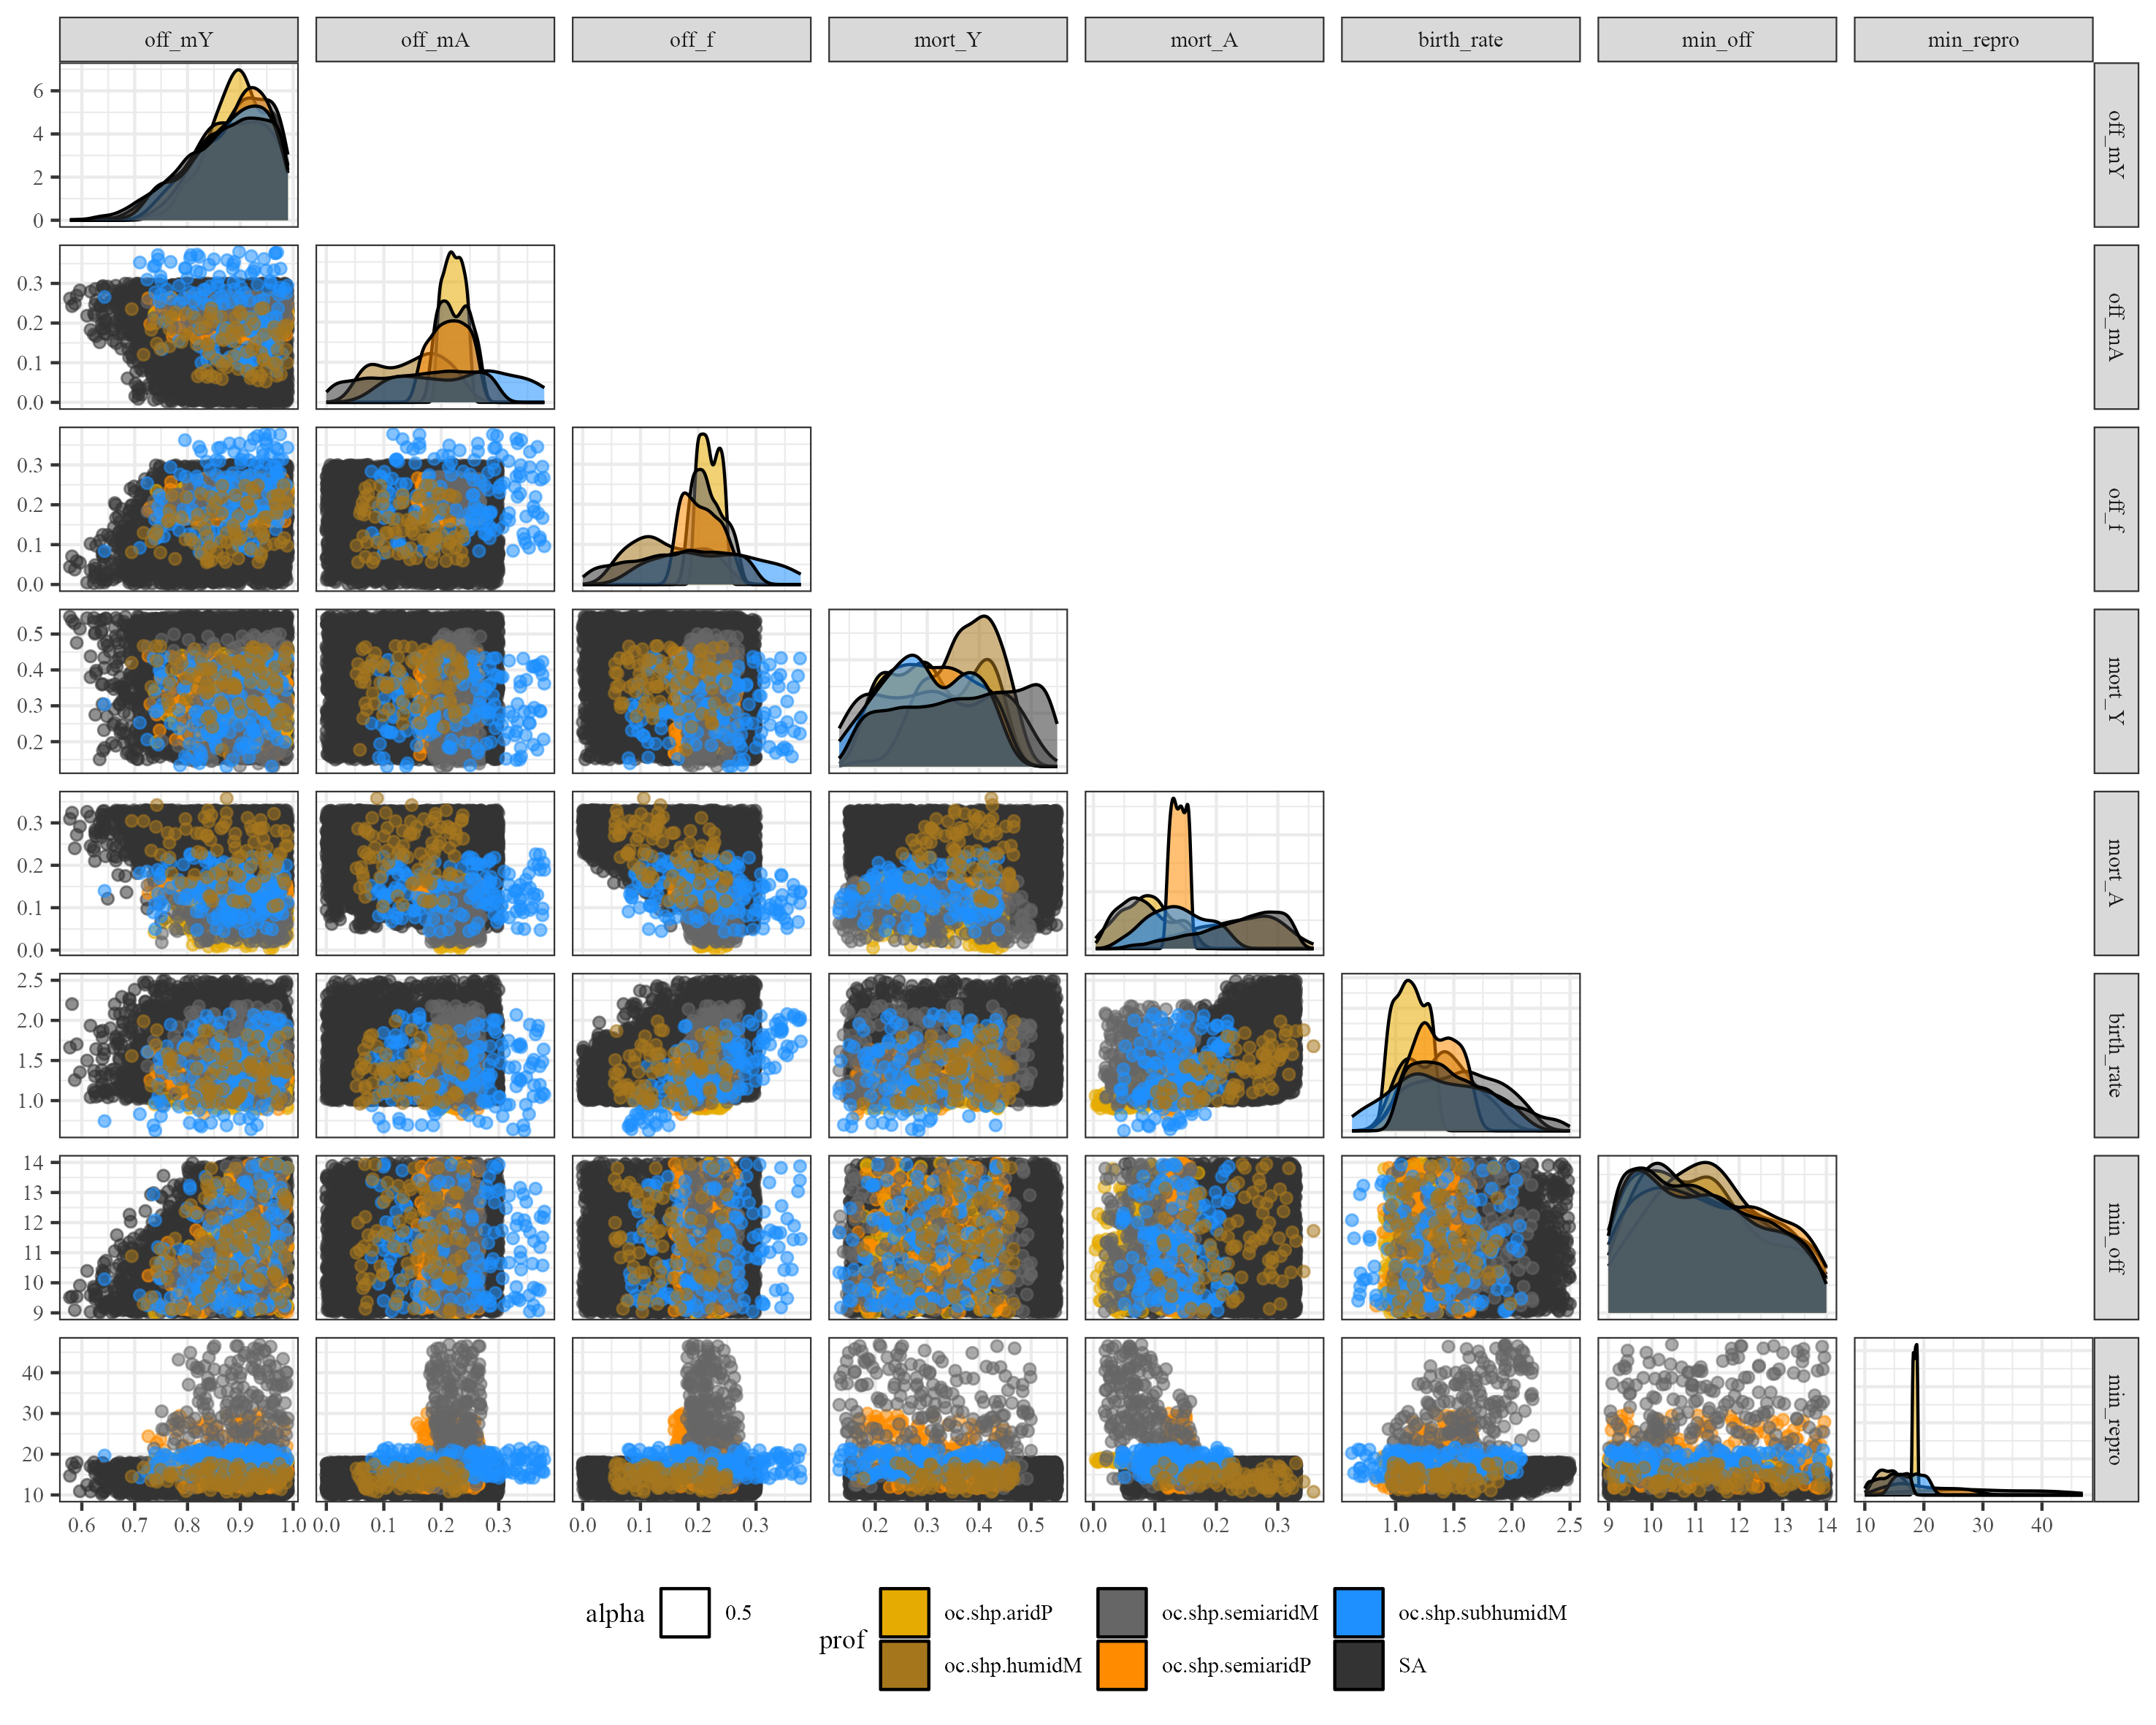 off_mY off_mA off_f mort_Y mort_A birth_rate min_off min_repro
6
4
2
0
off_mY
0.3
0.2
0.1
0.0
off_mA
0.3
0.2
0.1
0.0
off_f
0.5
0.4
0.3
0.2
mort_Y
0.3
0.2
0.1
0.0
mort_A
2.5
2.0
1.5
1.0
birth_rate
14
13
12
11
10
9
min_off
40
30
20
10
min_repro
0.6 0.7 0.8 0.9 1.0 0.0 0.1 0.2 0.3 0.0 0.1 0.2 0.3 0.2 0.3 0.4 0.5 0.0 0.1 0.2 0.3 1.0 1.5 2.0 2.5 9 10 11 12 13 14 10 20 30 40
alpha 0.5
prof
oc.shp.aridP oc.shp.semiaridM oc.shp.subhumidM
oc.shp.humidM oc.shp.semiaridP SA